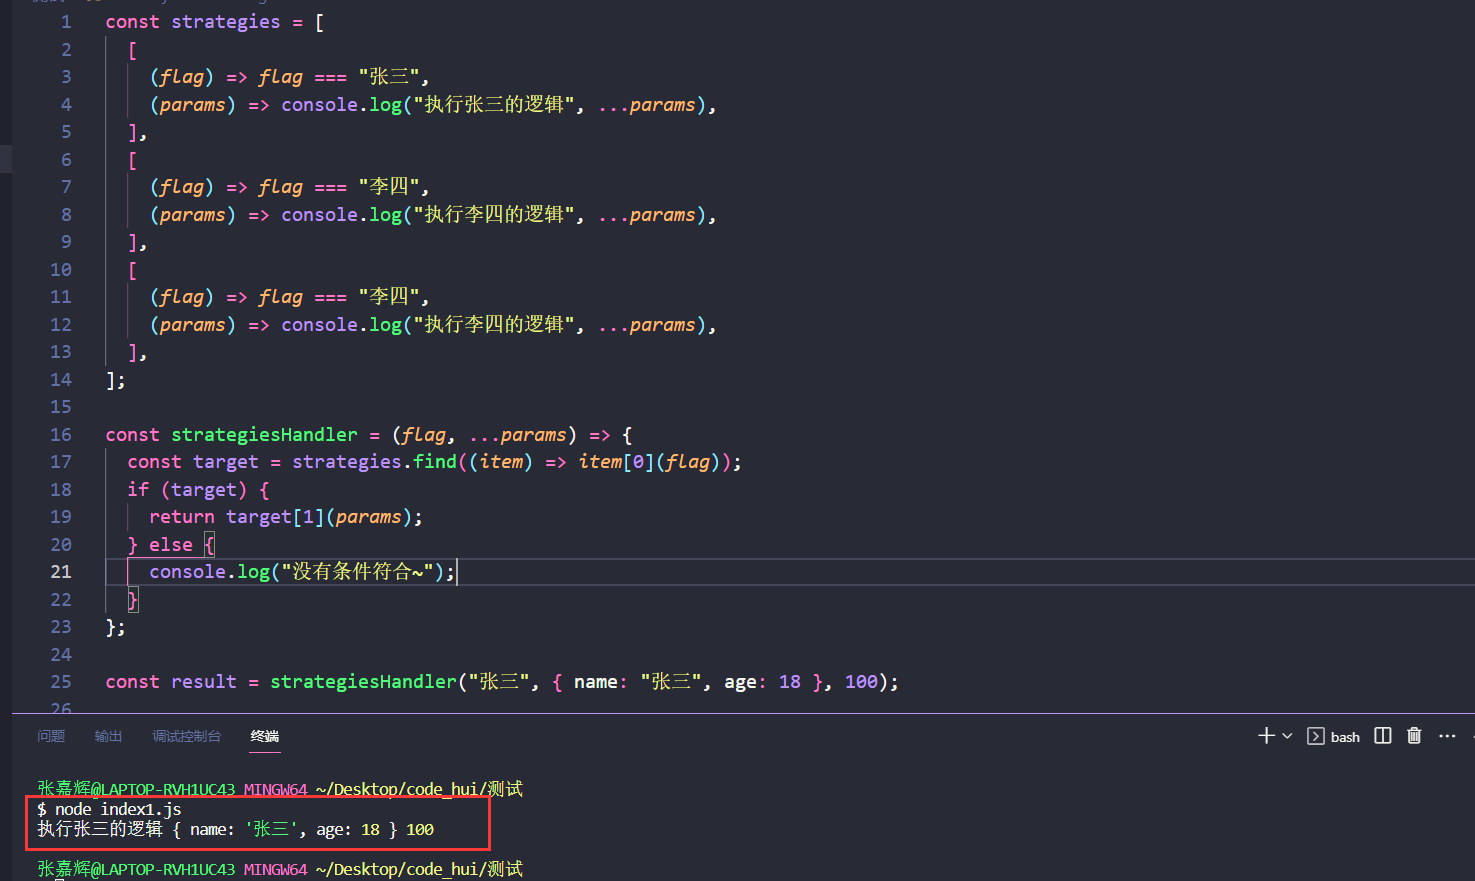 1 const strategies = [
2 [
3 (flag) => flag === "张三",
4 (params) => console.log("执行张三的逻辑", ...params),
5 ],
6 [
7 (flag) => flag === "李四",
8 (params) => console.log("执行李四的逻辑", ...params),
9 ],
10 [
11 (flag) => flag === "李四",
12 (params) => console.log("执行李四的逻辑", ...params),
13 ],
14 ];
15
16 const strategiesHandler = (flag, ...params) => {
17 const target = strategies.find((item) => item[0](flag));
18 if (target) {
19 return target[1](params);
20 } else {
21 console.log("没有条件符合~");
22 }
23 };
24
25 const result = strategiesHandler("张三", { name: "张三", age: 18 }, 100);
26
问题 输出 调试控制台 终端 bash
张嘉辉@LAPTOP-RVH1UC43 MINGW64 ~/Desktop/code_hui/测试
$ node index1.js
执行张三的逻辑 { name: '张三', age: 18 } 100
张嘉辉@LAPTOP-RVH1UC43 MINGW64 ~/Desktop/code_hui/测试